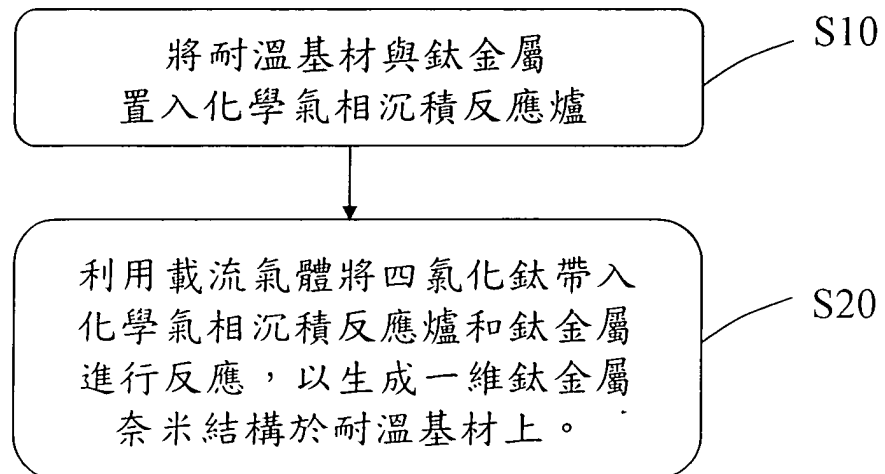 將耐溫基材與鈦金屬
置入化學氣相沉積反應爐
S10
利用載流氣體將四氯化鈦帶入
化學氣相沉積反應爐和鈦金屬
進行反應，以生成一維鈦金屬
奈米結構於耐溫基材上。
S20